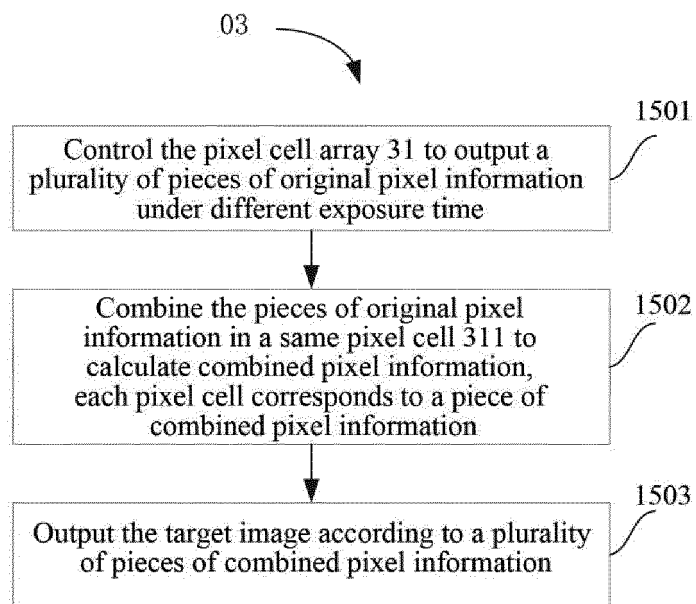 03
1501
Control the pixel cell array 31 to output a
plurality of pieces of original pixel information
under different exposure time
1502
Combine the pieces of original pixel
information in a same pixel cell 311 to
calculate combined pixel information,
each pixel cell corresponds to a piece of
combined pixel information
1503
Output the target image according to a plurality
of pieces of combined pixel information